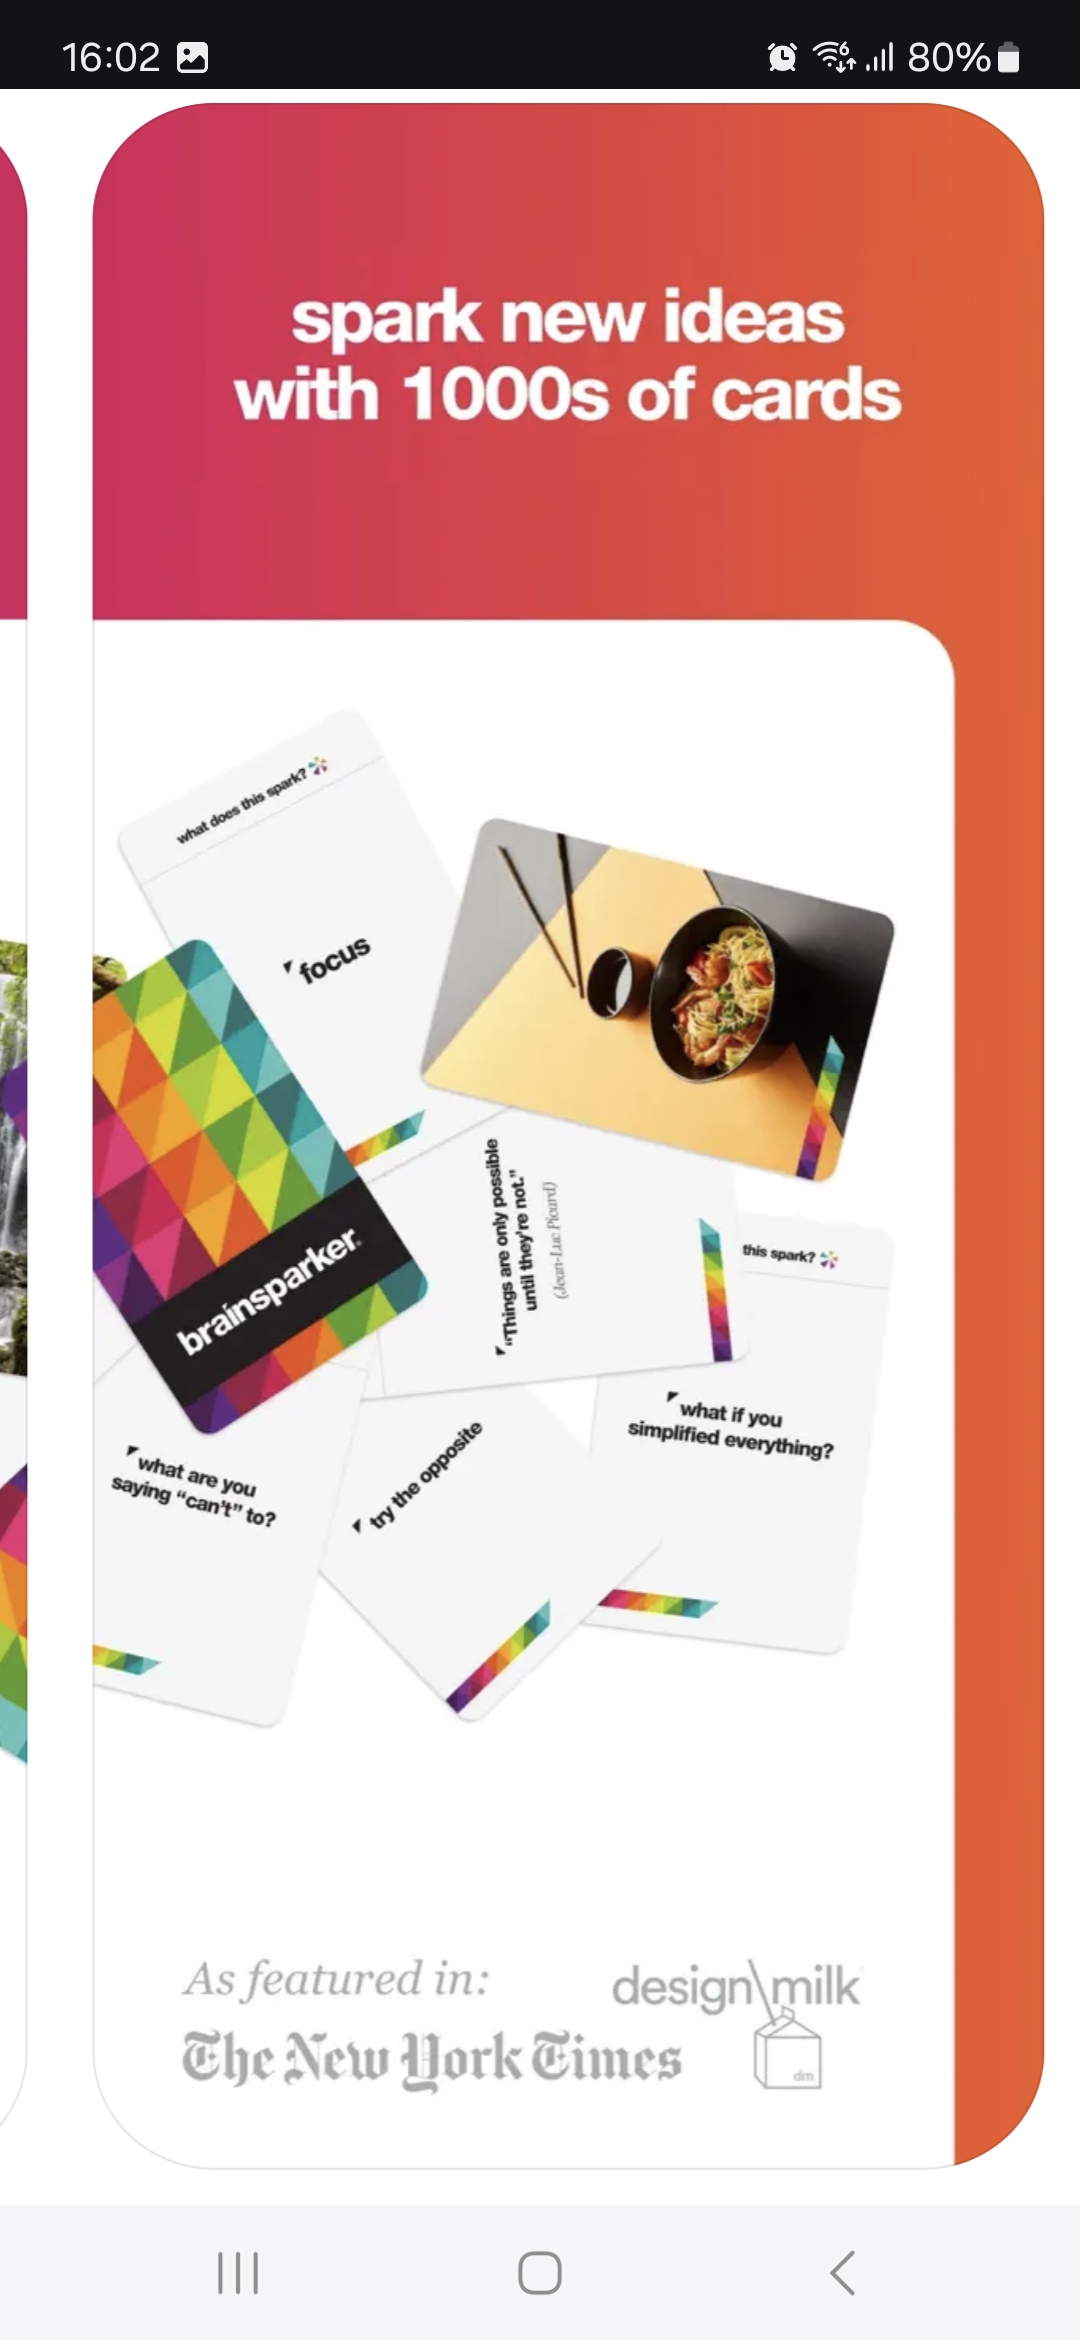 16:02
80%
spark new ideas
with 1000s of cards
what does this spark?
focus
brainsparker
“Things are only possible
until they’re not.”
(Jean-Luc Picard)
this spark?
what if you
simplified everything?
what are you
saying “can’t” to?
try the opposite
As featured in:
design\milk
The New York Times
dm